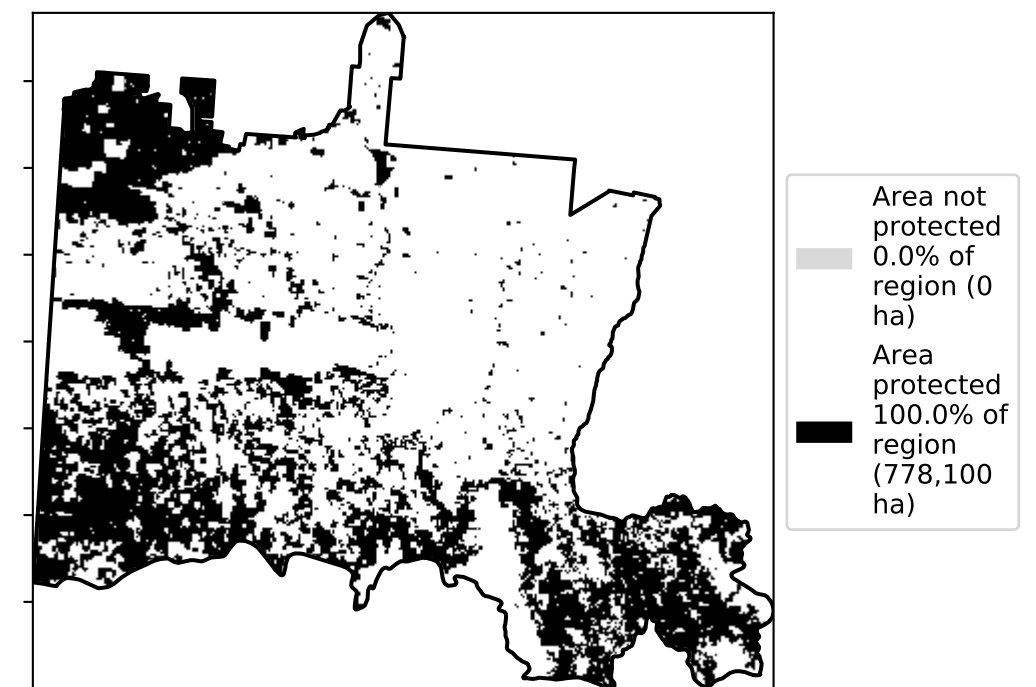 Area not
protected
0.0% of
region (0
ha)
Area
protected
100.0% of
region
(778,100
ha)